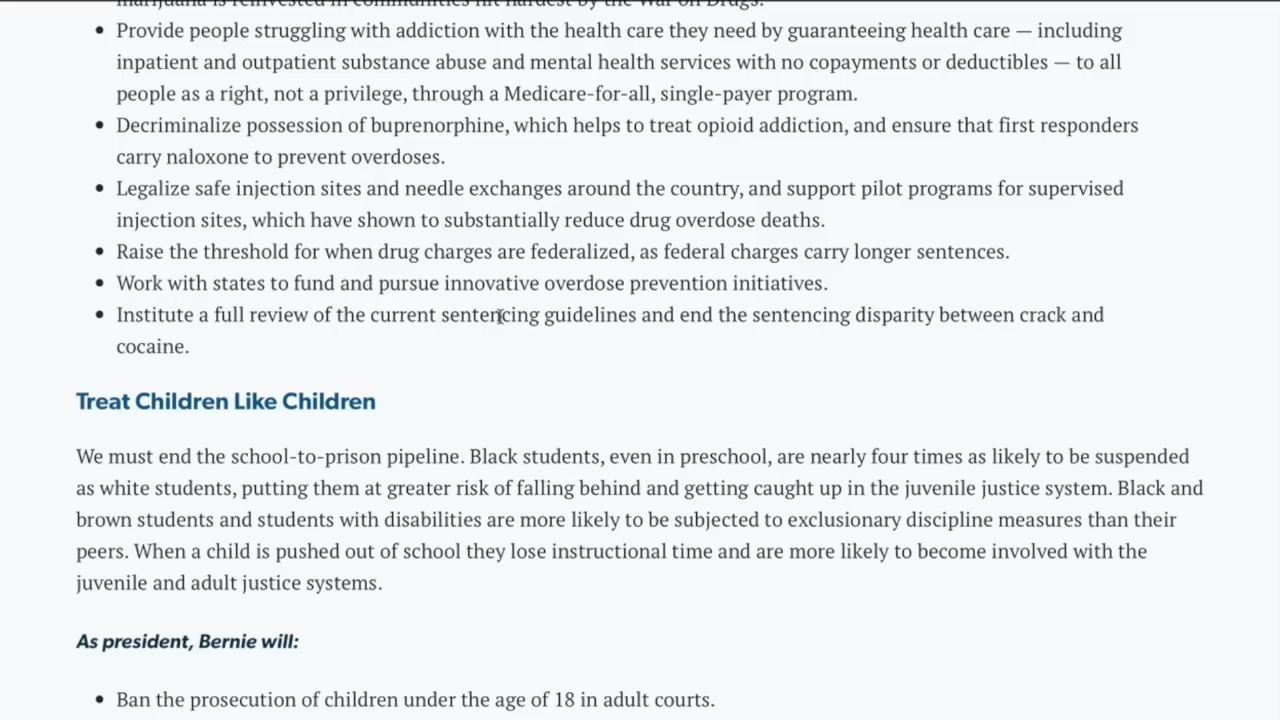 marijuana is reinvested in communities hit hardest by the War on Drugs.
• Provide people struggling with addiction with the health care they need by guaranteeing health care — including
inpatient and outpatient substance abuse and mental health services with no copayments or deductibles — to all
people as a right, not a privilege, through a Medicare-for-all, single-payer program.
• Decriminalize possession of buprenorphine, which helps to treat opioid addiction, and ensure that first responders
carry naloxone to prevent overdoses.
• Legalize safe injection sites and needle exchanges around the country, and support pilot programs for supervised
injection sites, which have shown to substantially reduce drug overdose deaths.
• Raise the threshold for when drug charges are federalized, as federal charges carry longer sentences.
• Work with states to fund and pursue innovative overdose prevention initiatives.
• Institute a full review of the current sentencing guidelines and end the sentencing disparity between crack and
cocaine.
Treat Children Like Children
We must end the school-to-prison pipeline. Black students, even in preschool, are nearly four times as likely to be suspended
as white students, putting them at greater risk of falling behind and getting caught up in the juvenile justice system. Black and
brown students and students with disabilities are more likely to be subjected to exclusionary discipline measures than their
peers. When a child is pushed out of school they lose instructional time and are more likely to become involved with the
juvenile and adult justice systems.
As president, Bernie will:
• Ban the prosecution of children under the age of 18 in adult courts.